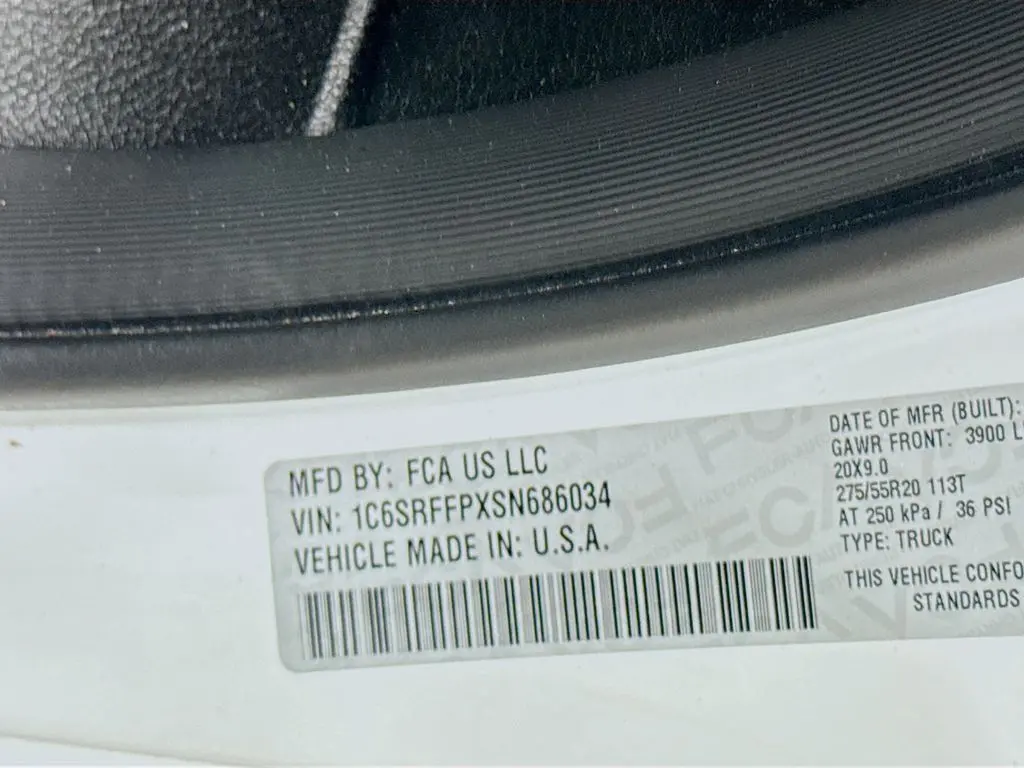 MFD BY: FCA US LLC
VIN: 1C6SRFFPXSN686034
VEHICLE MADE IN: U.S.A.
DATE OF MFR (BUILT):
GAWR FRONT: 3900
20X9.0
275/55R20 113T
AT 250 kPa / 36 PSI
TYPE: TRUCK
THIS VEHICLE
STANDARDS